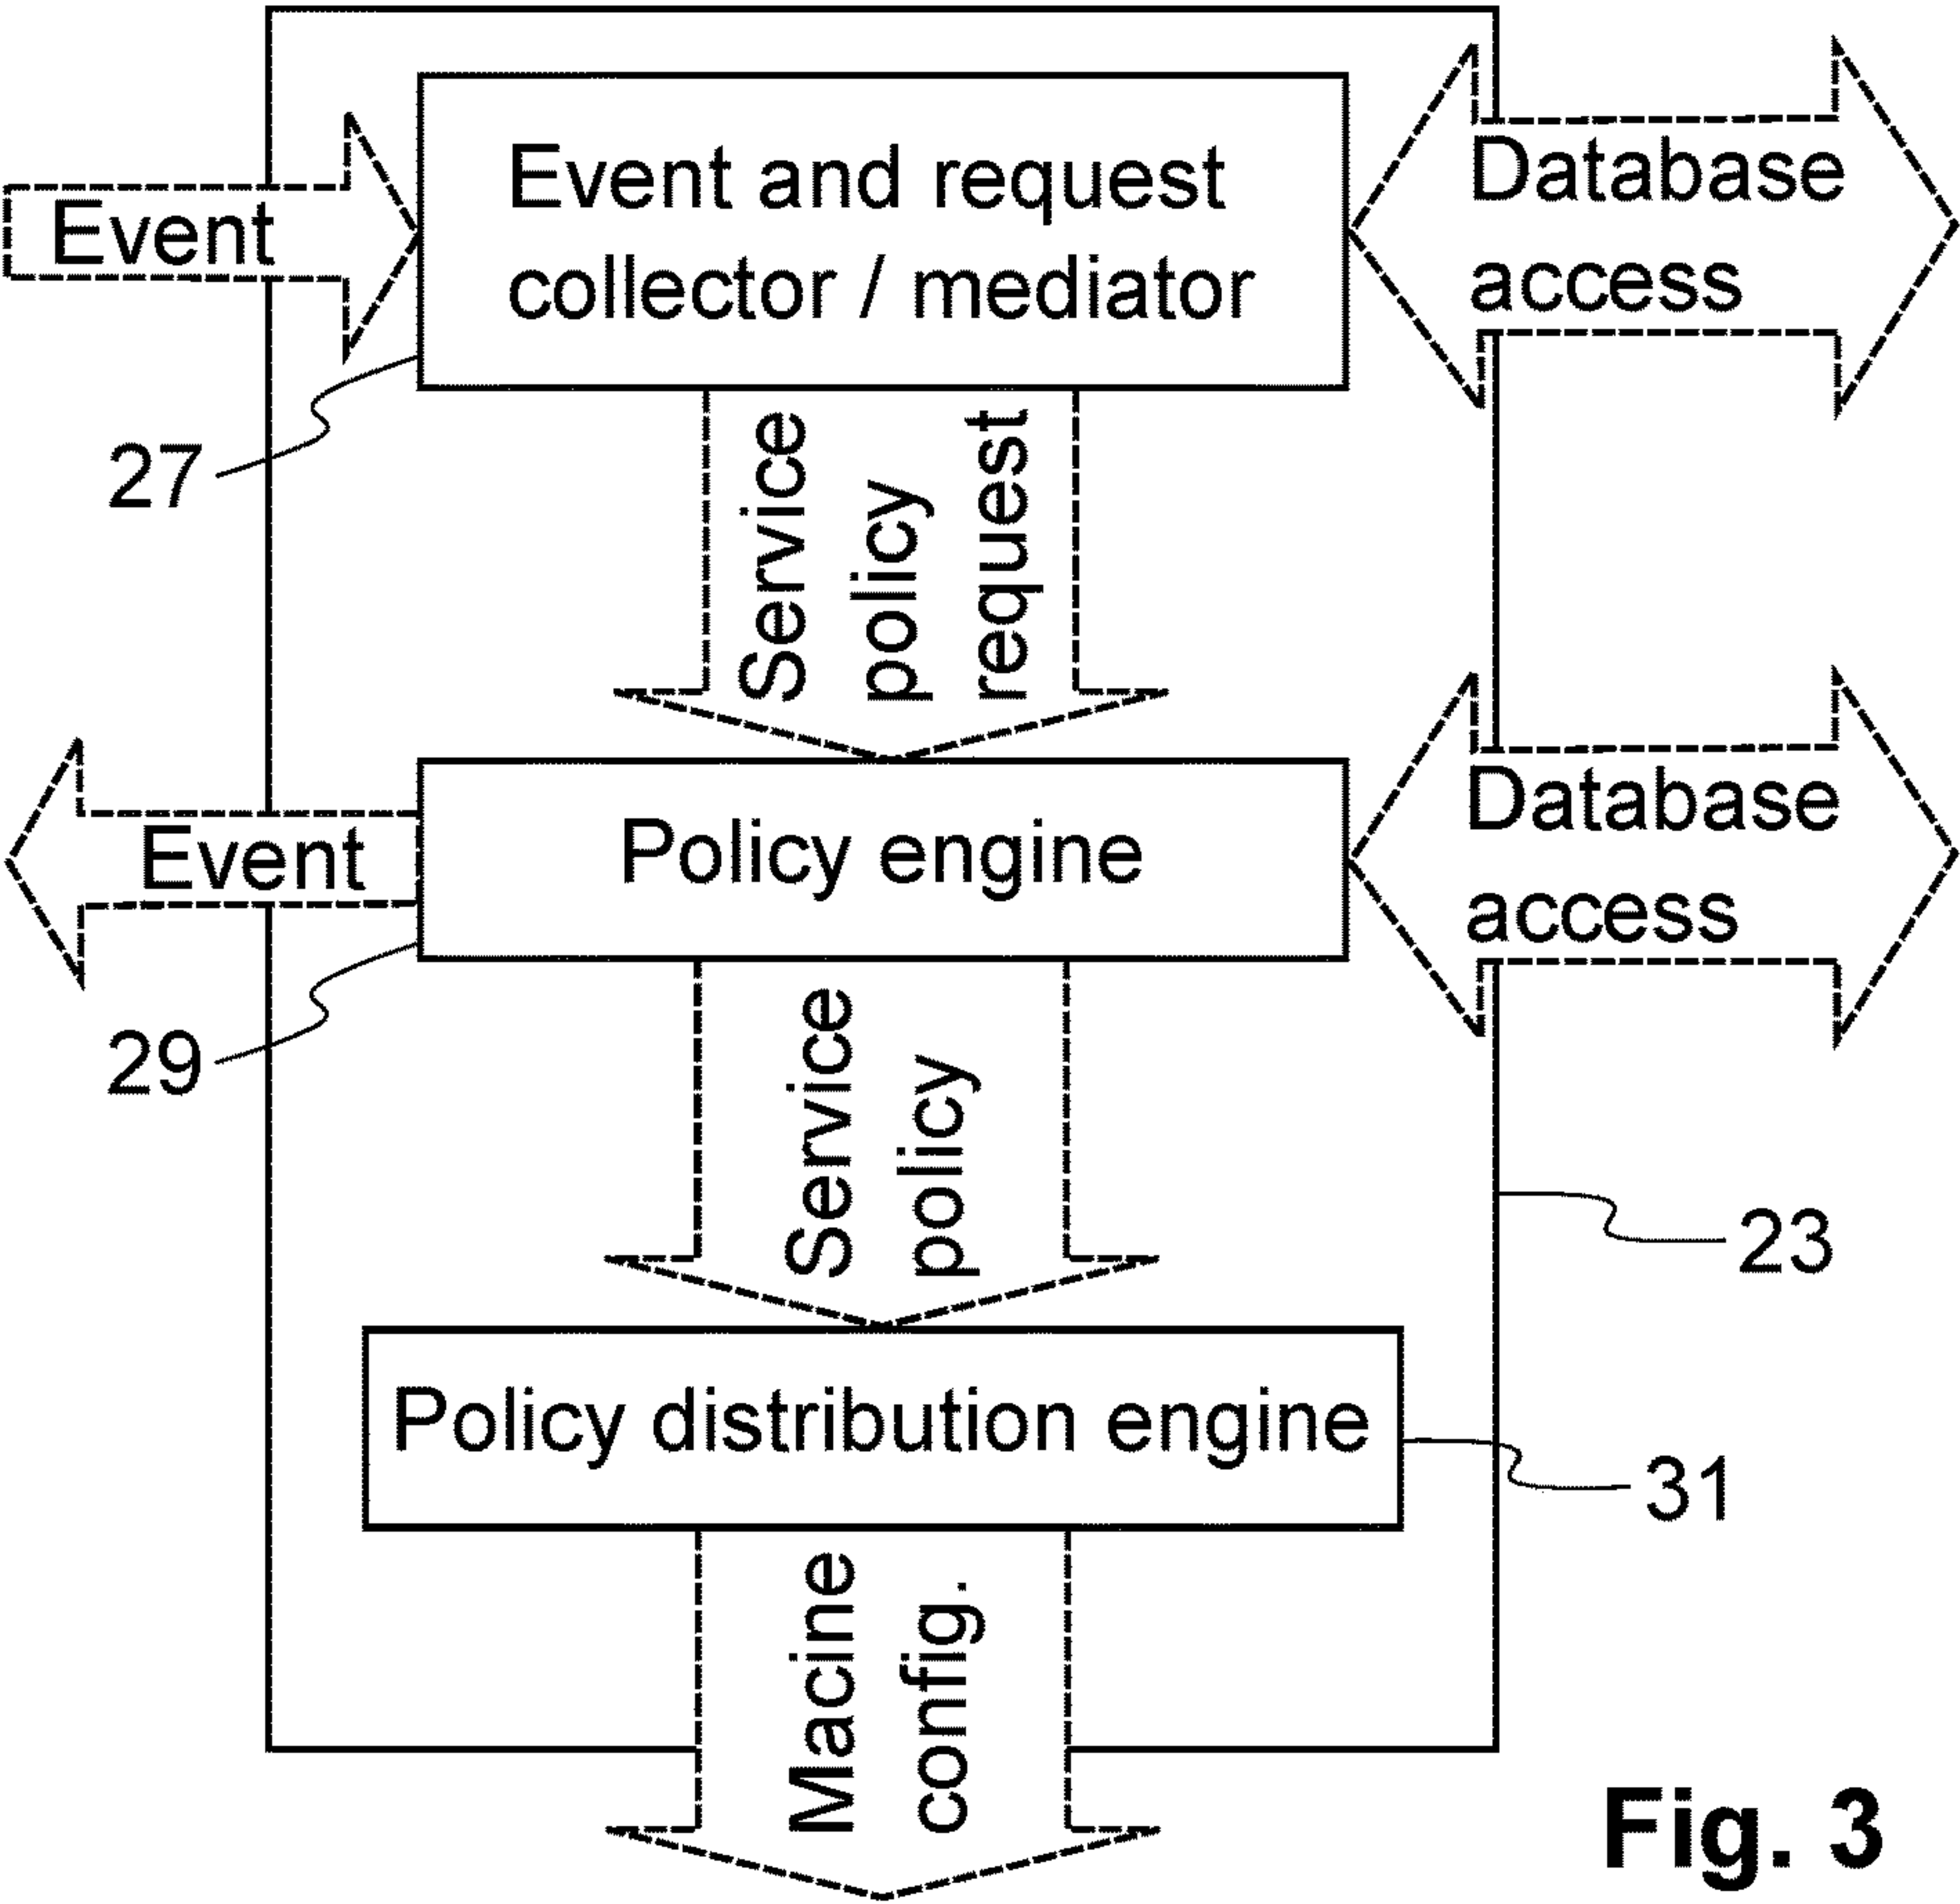 Event
Event and request
collector / mediator
Database
access
27
Service
policy
request
Event
Policy engine
Database
access
29
Service
policy
23
Policy distribution engine
31
Macine
config.
Fig. 3